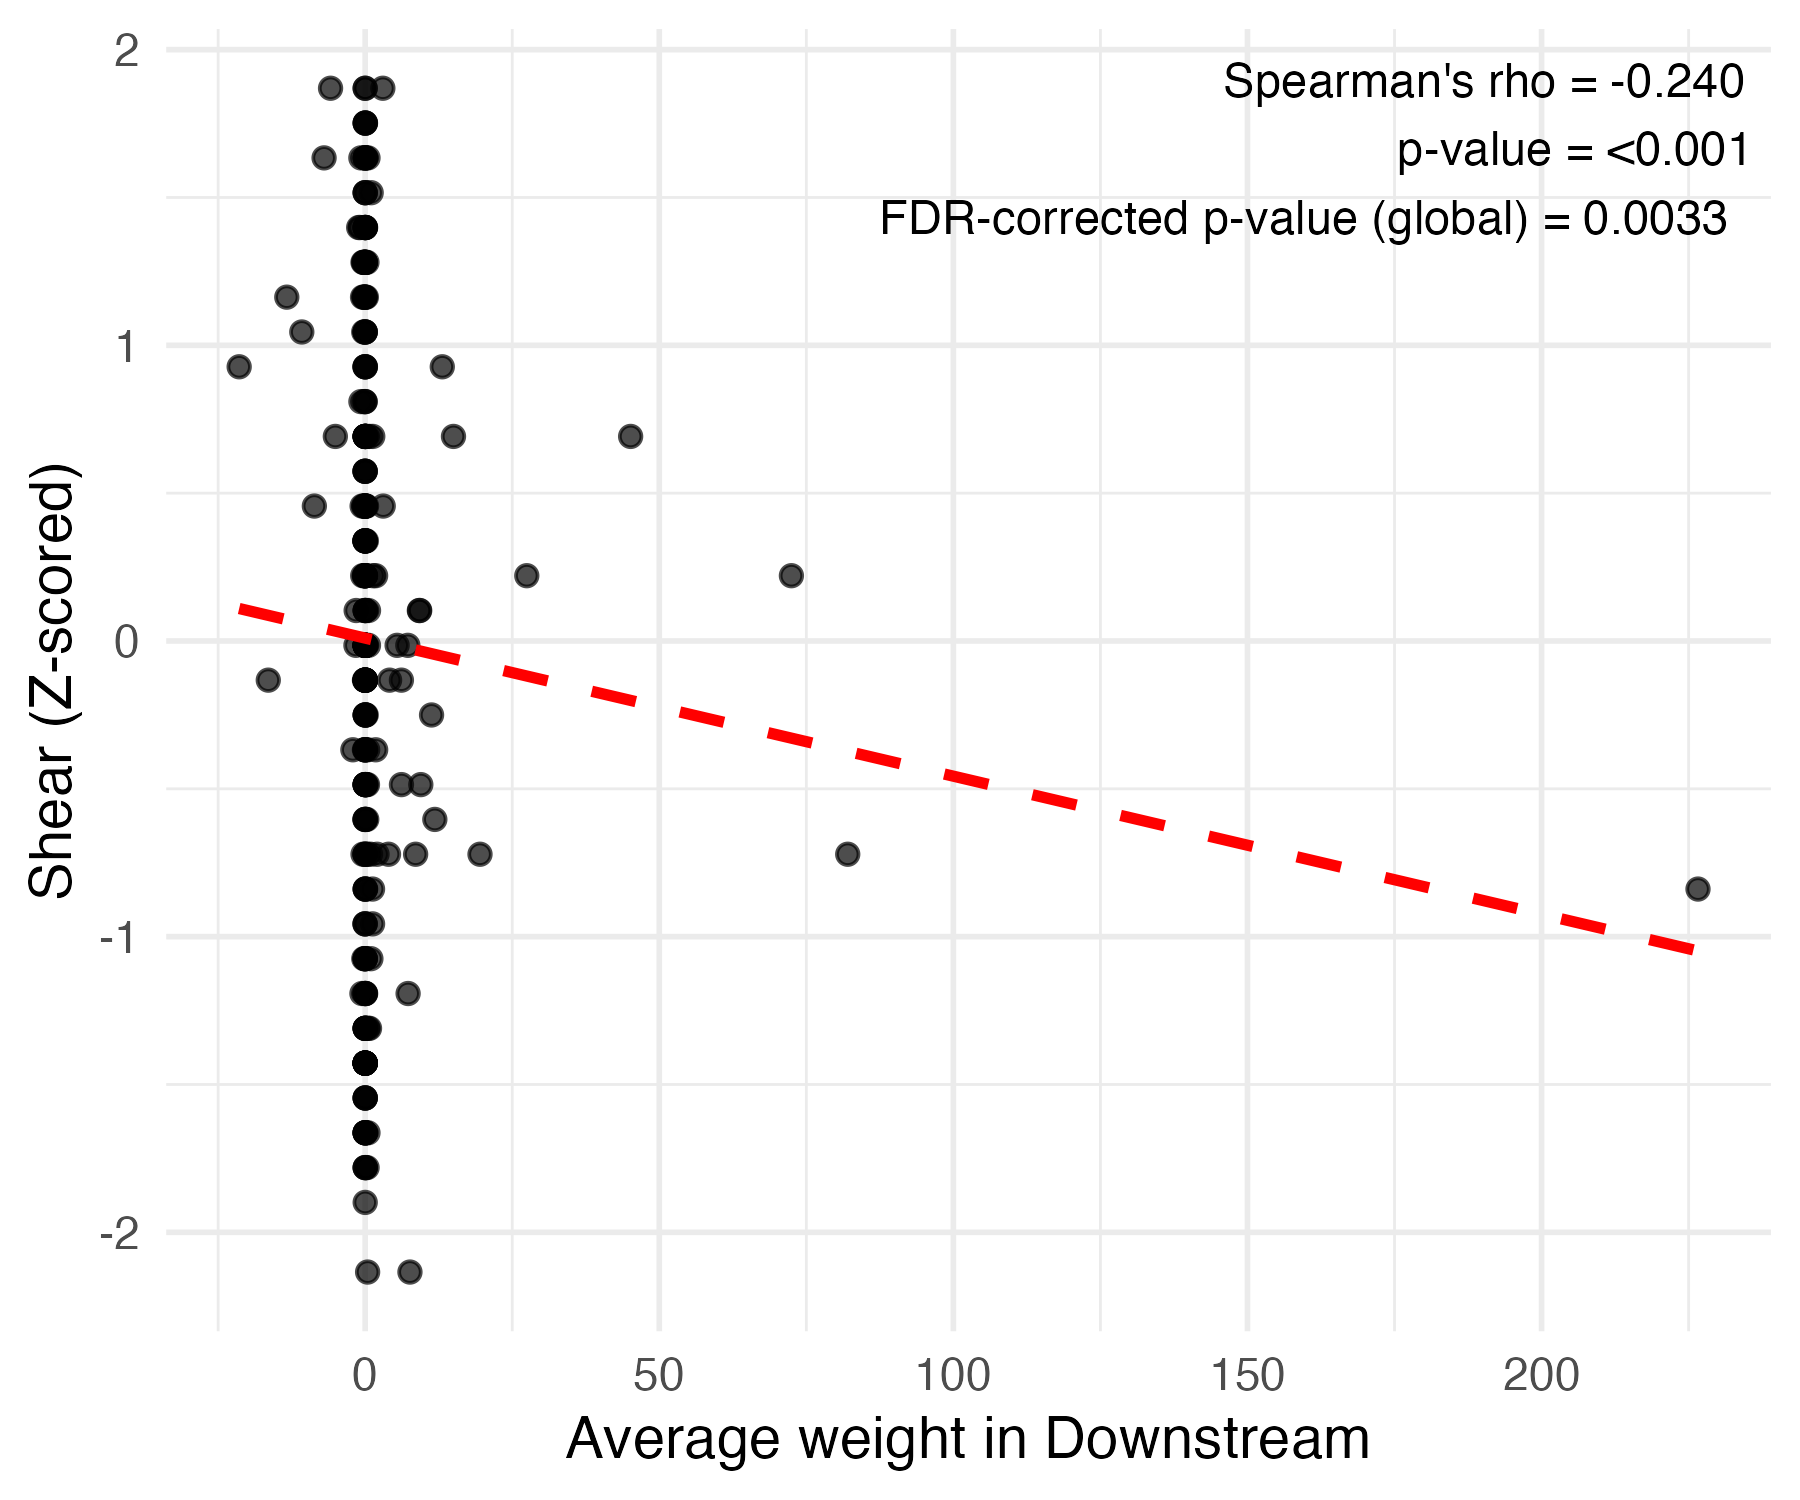 Spearman's rho = -0.240
p-value = <0.001
FDR-corrected p-value (global) = 0.0033
2
1
0
-1
-2
Shear (Z-scored)
0 50 100 150 200
Average weight in Downstream